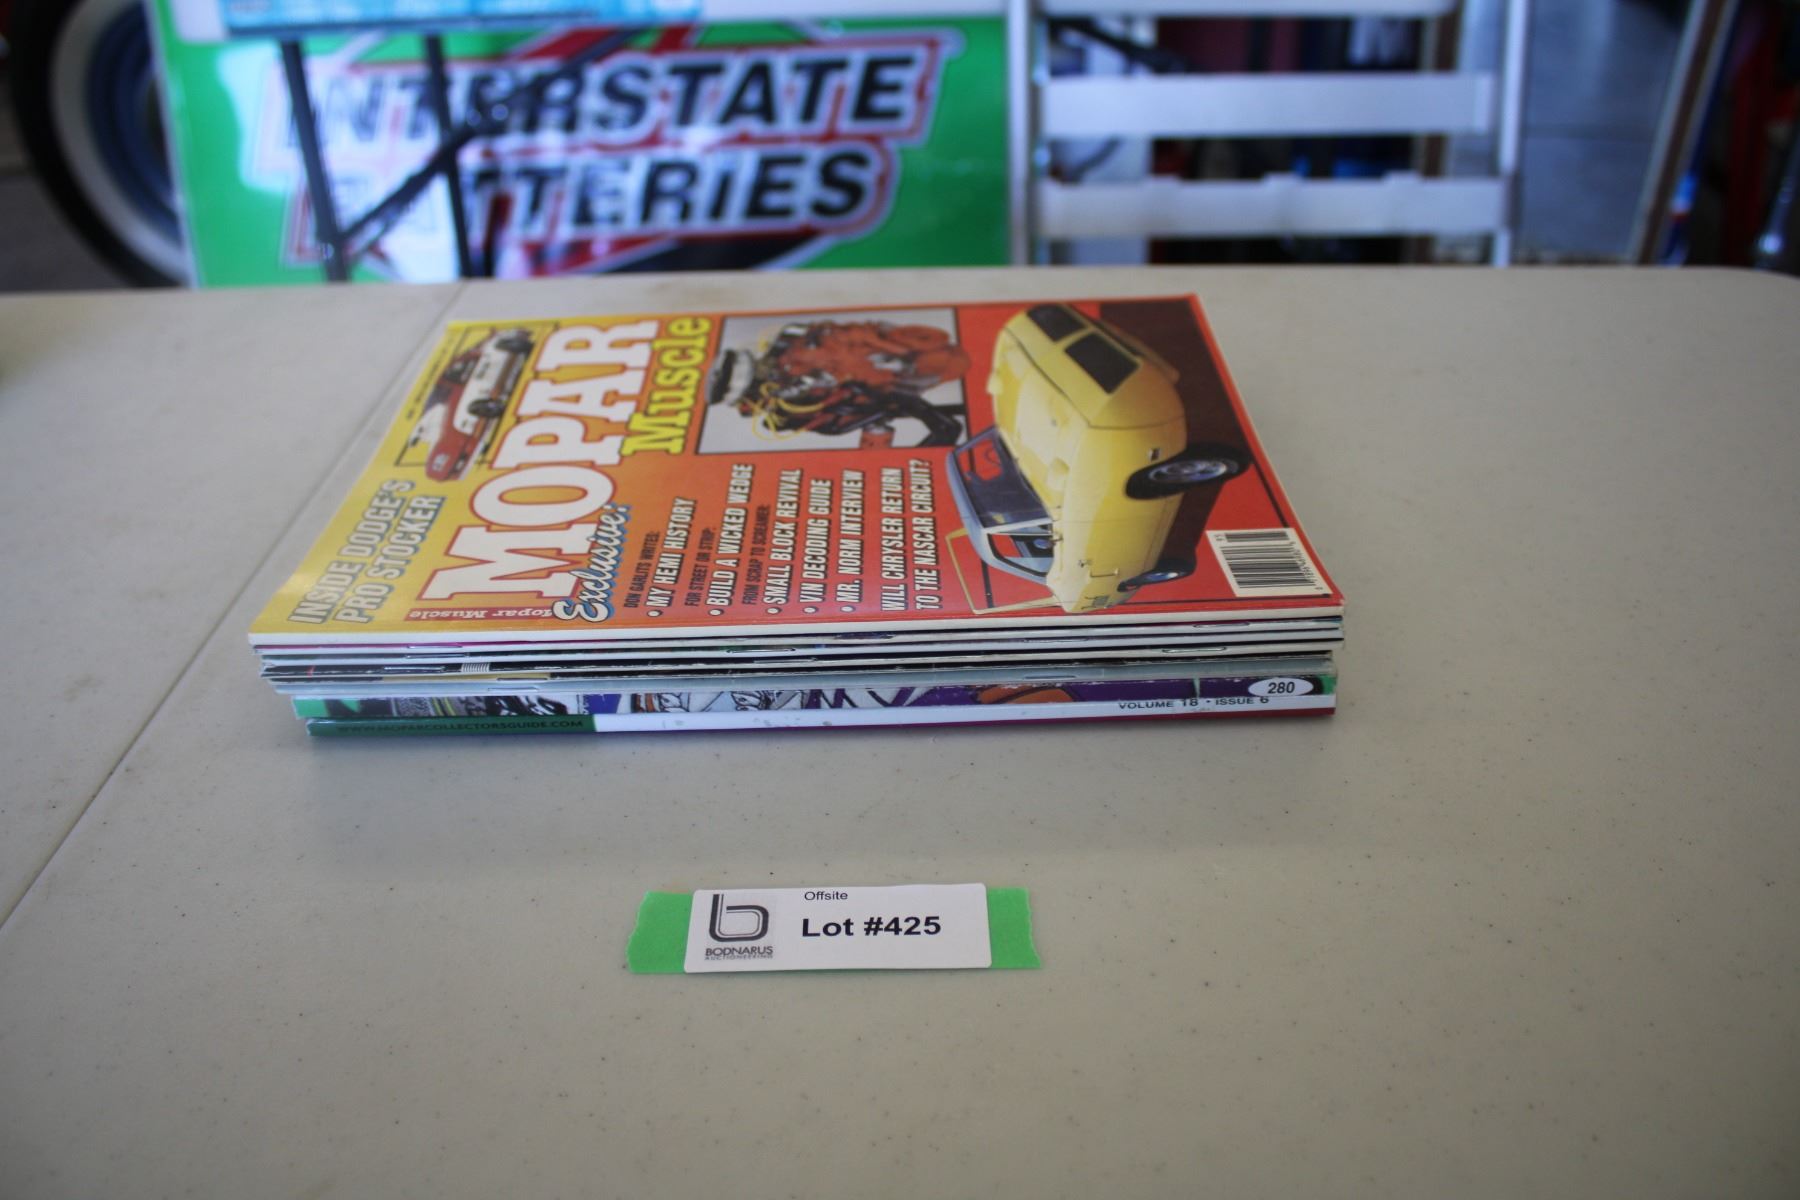 INTERSTATE
BATTERIES
INSIDE DODGE'S
PRO STOCKER
MOPAR
Muscle
Mopar Muscle
Exclusive:
DON GARLITS WRITES:
• MY HEMI HISTORY
FOR STREET OR STRIP:
• BUILD A WICKED WEDGE
FROM SCRAP TO SCREAMER:
• SMALL BLOCK REVIVAL
• VIN DECODING GUIDE
• MR. NORM INTERVIEW
WILL CHRYSLER RETURN
TO THE NASCAR CIRCUIT?
280
VOLUME 18 • ISSUE 6
WWW.MOPARCOLLECTORSGUIDE.COM
Offsite
Lot #425
BODNARUS
AUCTIONEERING